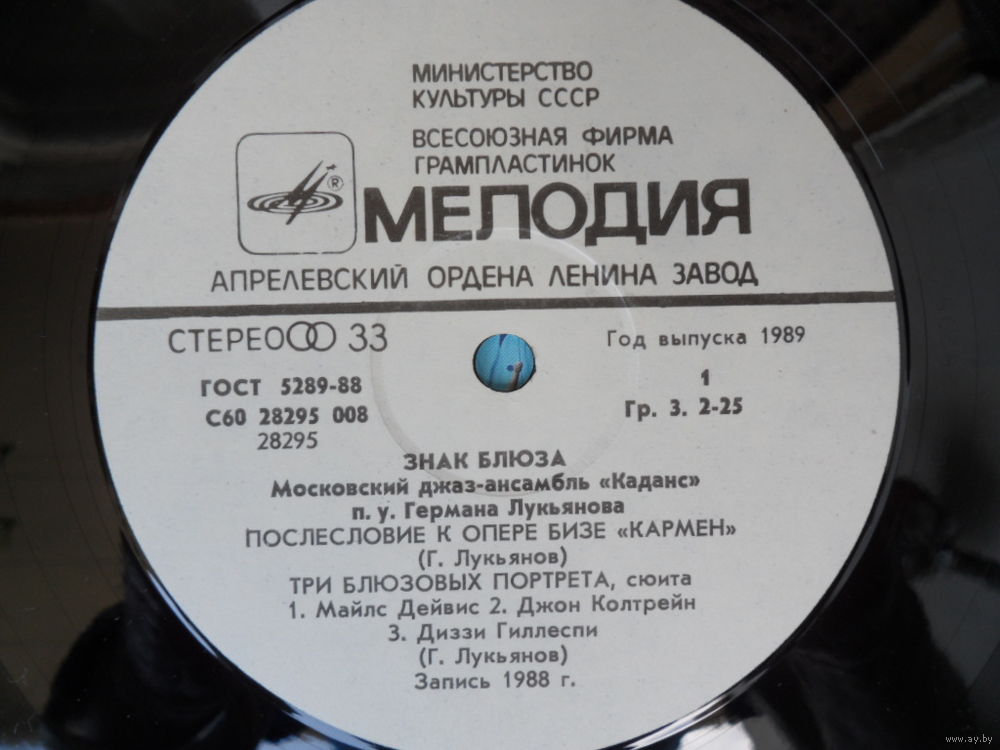 МИНИСТЕРСТВО
КУЛЬТУРЫ СССР
ВСЕСОЮЗНАЯ ФИРМА
ГРАМПЛАСТИНОК
®
МЕЛОДИЯ
АПРЕЛЕВСКИЙ ОРДЕНА ЛЕНИНА ЗАВОД
СТЕРЕО 33
Год выпуска 1989
ГОСТ 5289-88
1
С60 28295 008
Гр. 3. 2-25
28295
ЗНАК БЛЮЗА
Московский джаз-ансамбль «Каданс»
п. у. Германа Лукьянова
ПОСЛЕСЛОВИЕ К ОПЕРЕ БИЗЕ «КАРМЕН»
(Г. Лукьянов)
ТРИ БЛЮЗОВЫХ ПОРТРЕТА, сюита
1. Майлс Дейвис 2. Джон Колтрейн
3. Диззи Гиллеспи
(Г. Лукьянов)
Запись 1988 г.
www.ay.by